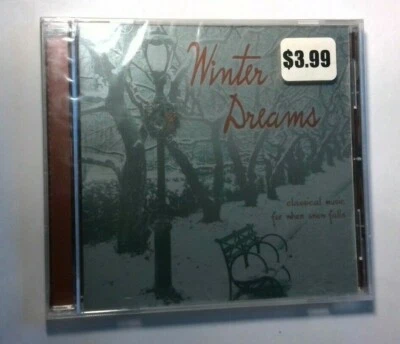 Winter
$3.99
Dreams
classical music
for when snow falls